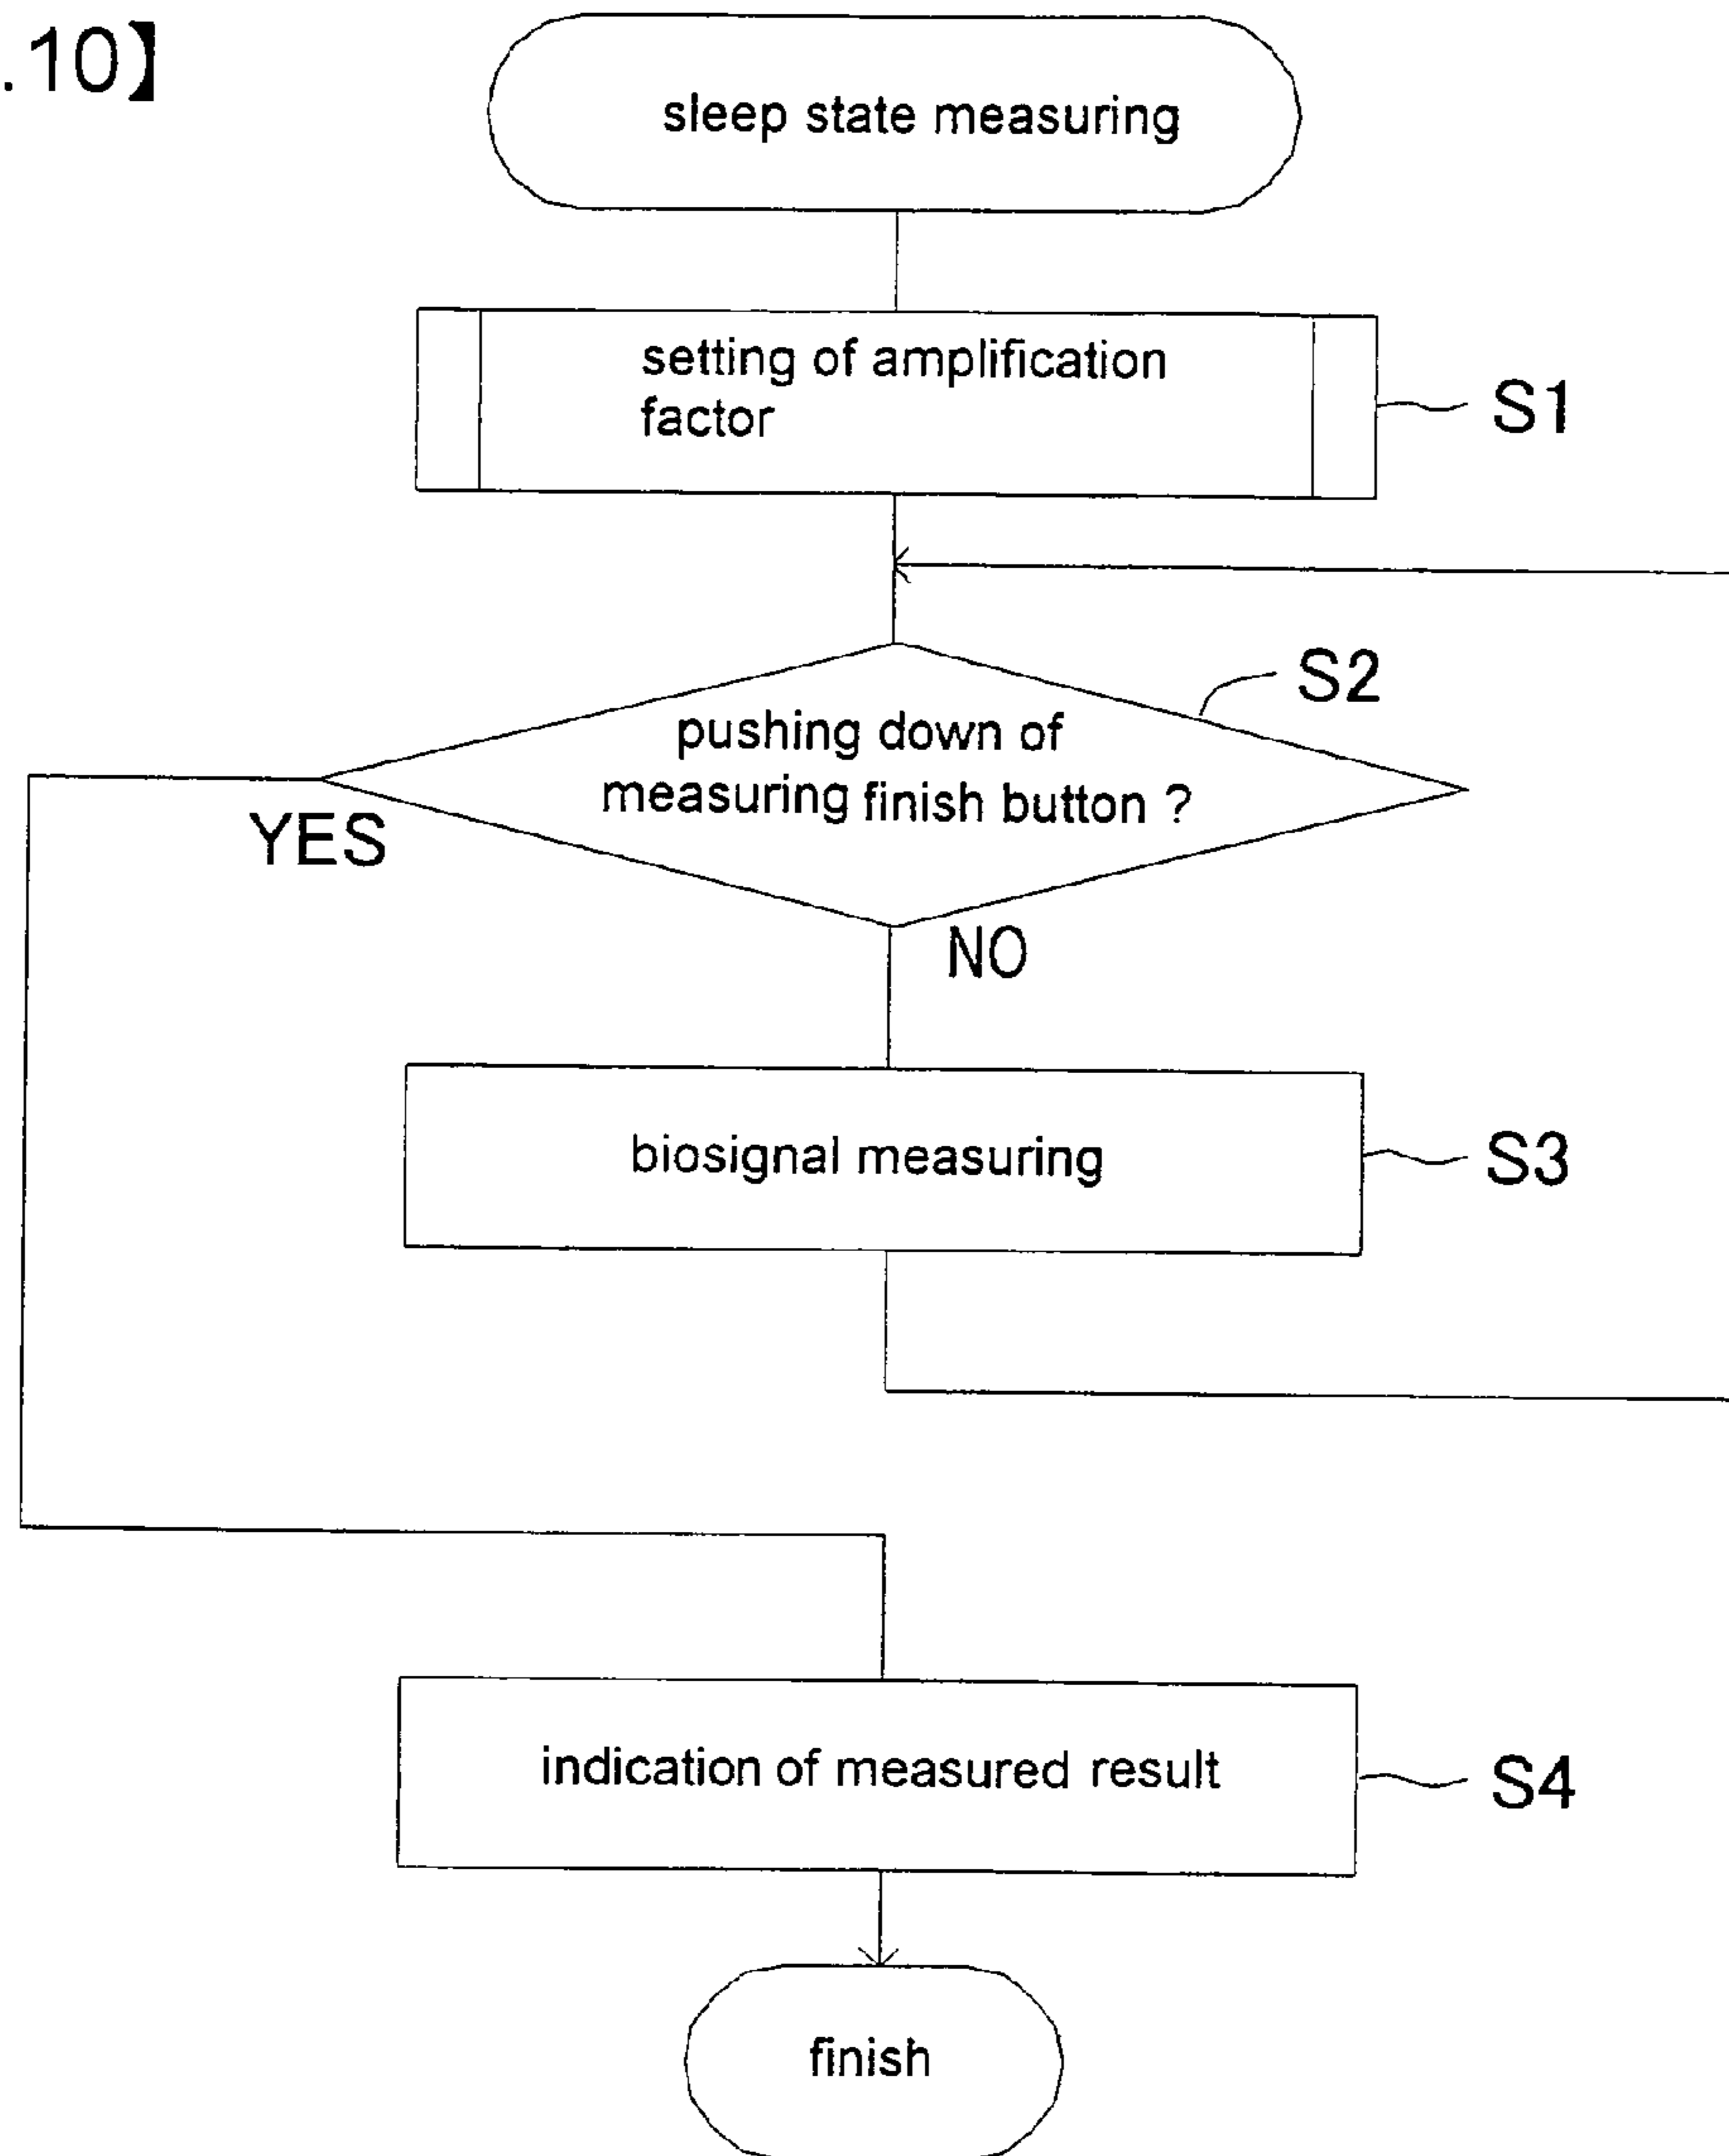 .10】
sleep state measuring
setting of amplification
factor
S1
S2
pushing down of
measuring finish button ?
YES
NO
biosignal measuring
S3
indication of measured result
S4
finish